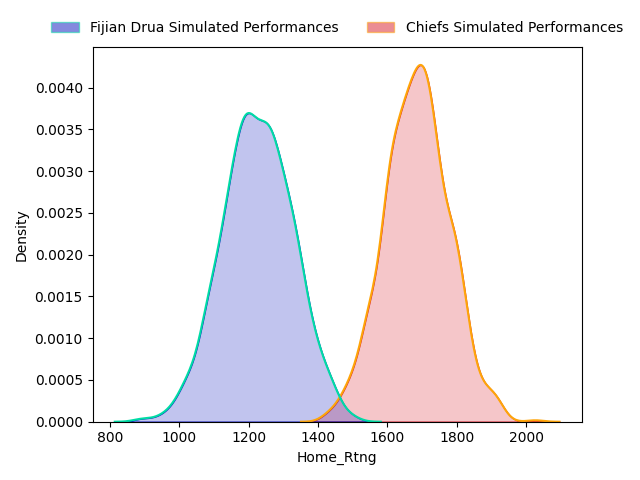 Fijian Drua Simulated Performances Chiefs Simulated Performances
0.0040
0.0035
0.0030
0.0025
0.0020
0.0015
0.0010
0.0005
0.0000
Density
800 1000 1200 1400 1600 1800 2000
Home_Rtng